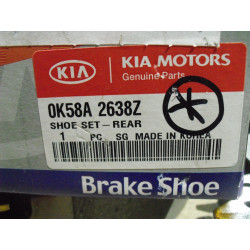 KIA
KIA MOTORS
Genuine Parts
0K58A 2638Z
SHOE SET-REAR
1 PC SG MADE IN KOREA
Brake Shoe